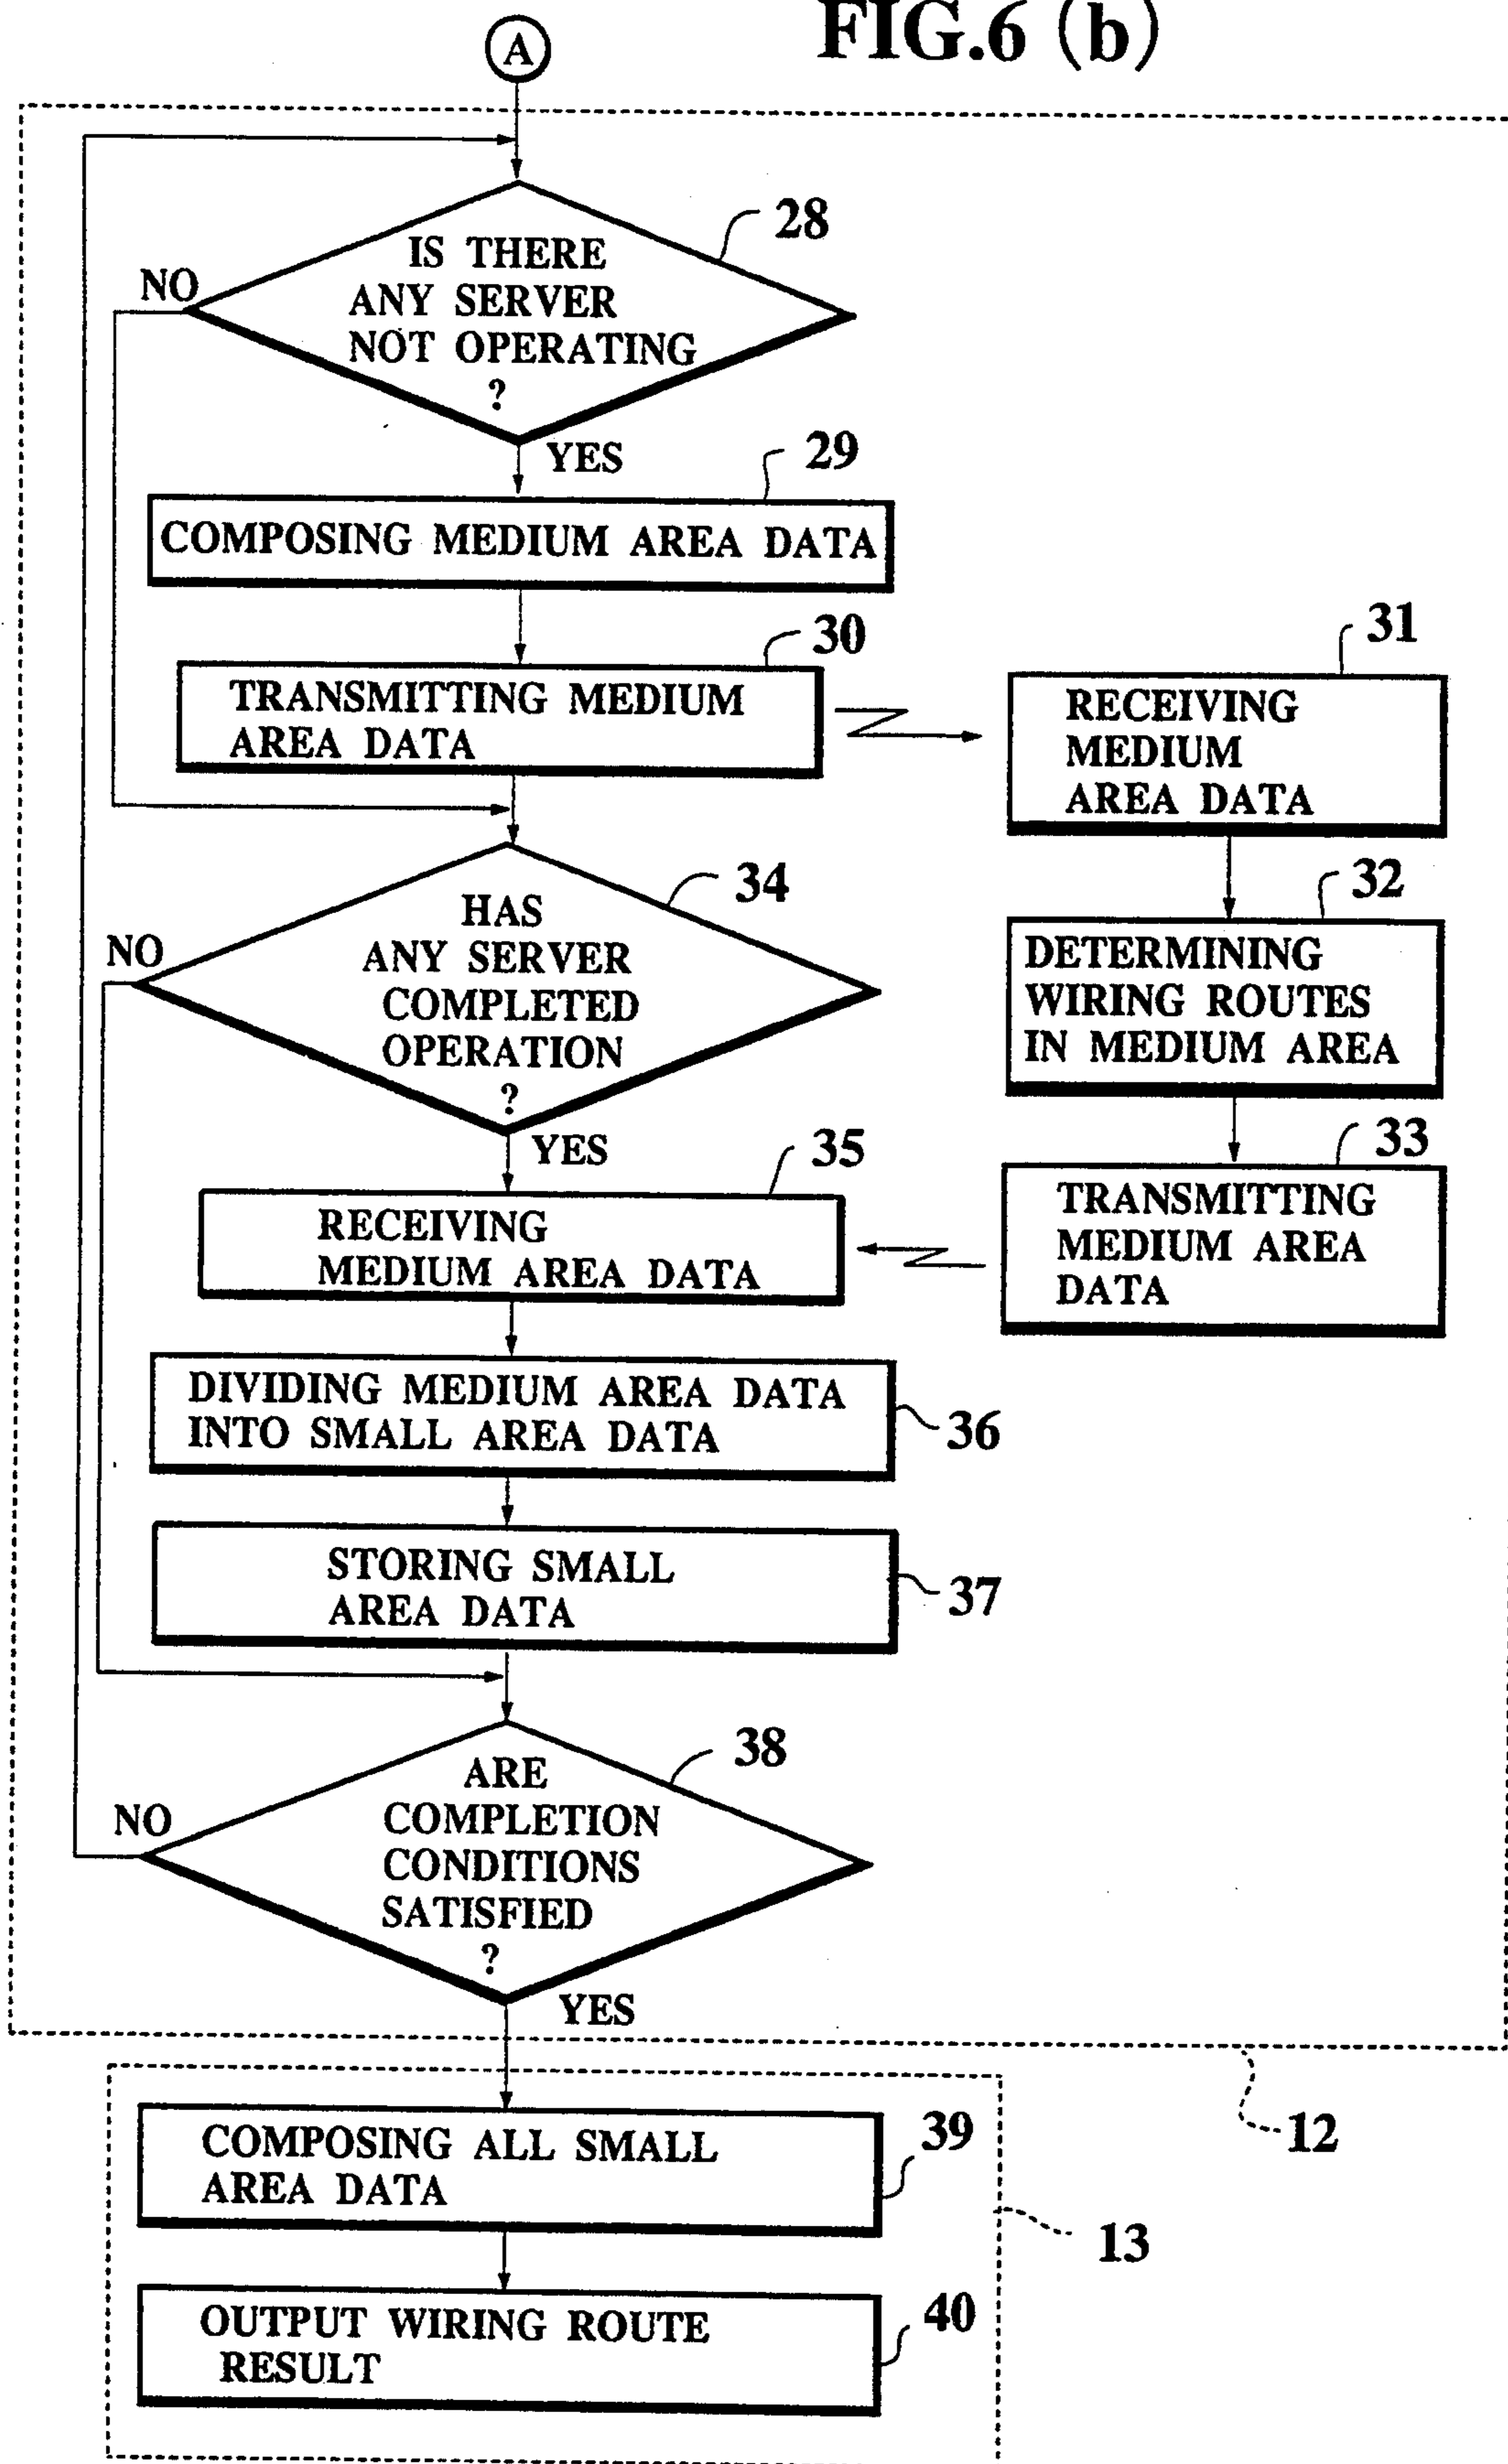 FIG.6 (b)
A
28
IS THERE
ANY SERVER
NOT OPERATING
?
NO
YES
29
COMPOSING MEDIUM AREA DATA
30
TRANSMITTING MEDIUM
AREA DATA
31
RECEIVING
MEDIUM
AREA DATA
32
DETERMINING
WIRING ROUTES
IN MEDIUM AREA
33
TRANSMITTING
MEDIUM AREA
DATA
34
HAS
ANY SERVER
COMPLETED
OPERATION
?
NO
YES
35
RECEIVING
MEDIUM AREA DATA
DIVIDING MEDIUM AREA DATA
INTO SMALL AREA DATA
36
STORING SMALL
AREA DATA
37
38
ARE
COMPLETION
CONDITIONS
SATISFIED
?
NO
YES
12
COMPOSING ALL SMALL
AREA DATA
39
13
OUTPUT WIRING ROUTE
RESULT
40